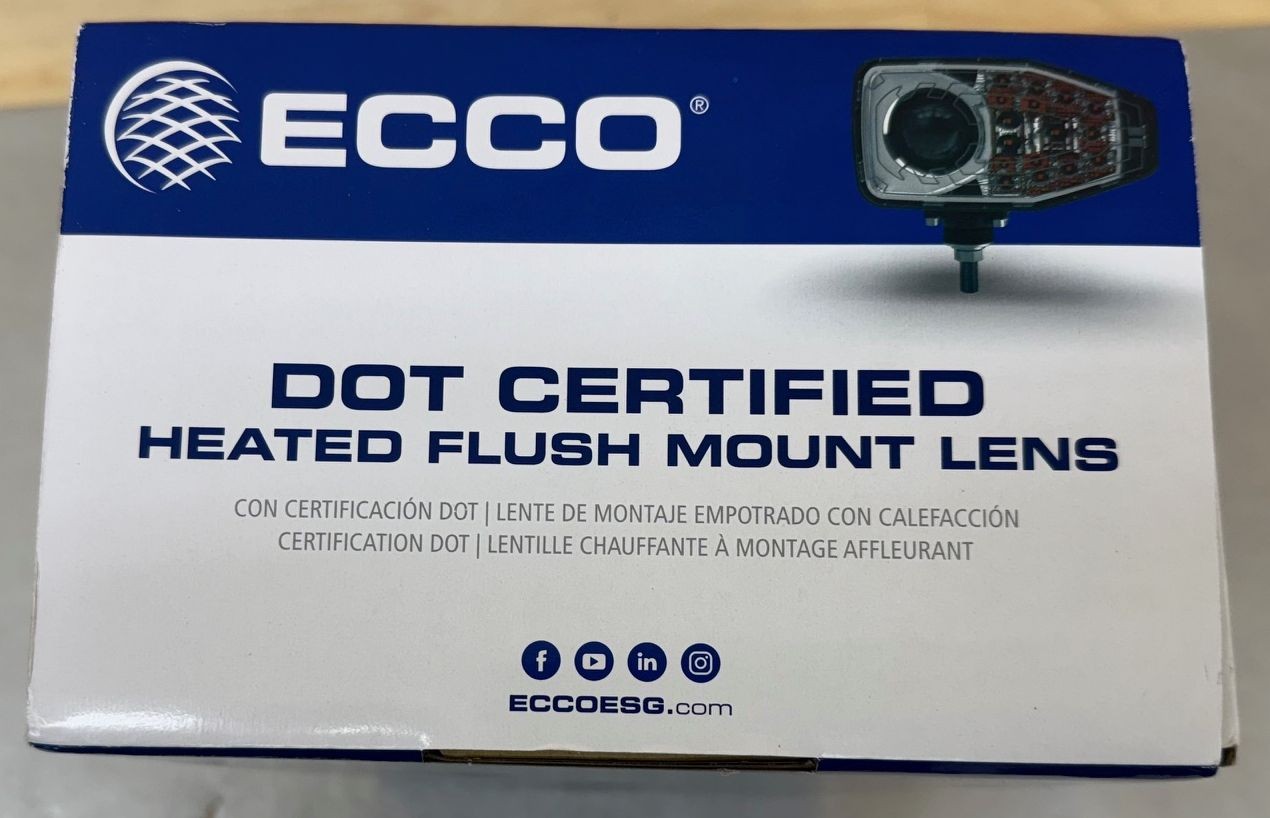 ECCO®
DOT CERTIFIED
HEATED FLUSH MOUNT LENS
CON CERTIFICACIÓN DOT | LENTE DE MONTAJE EMPOTRADO CON CALEFACCIÓN
CERTIFICATION DOT | LENTILLE CHAUFFANTE À MONTAGE AFFLEURANT
f in
ECCOESG.com